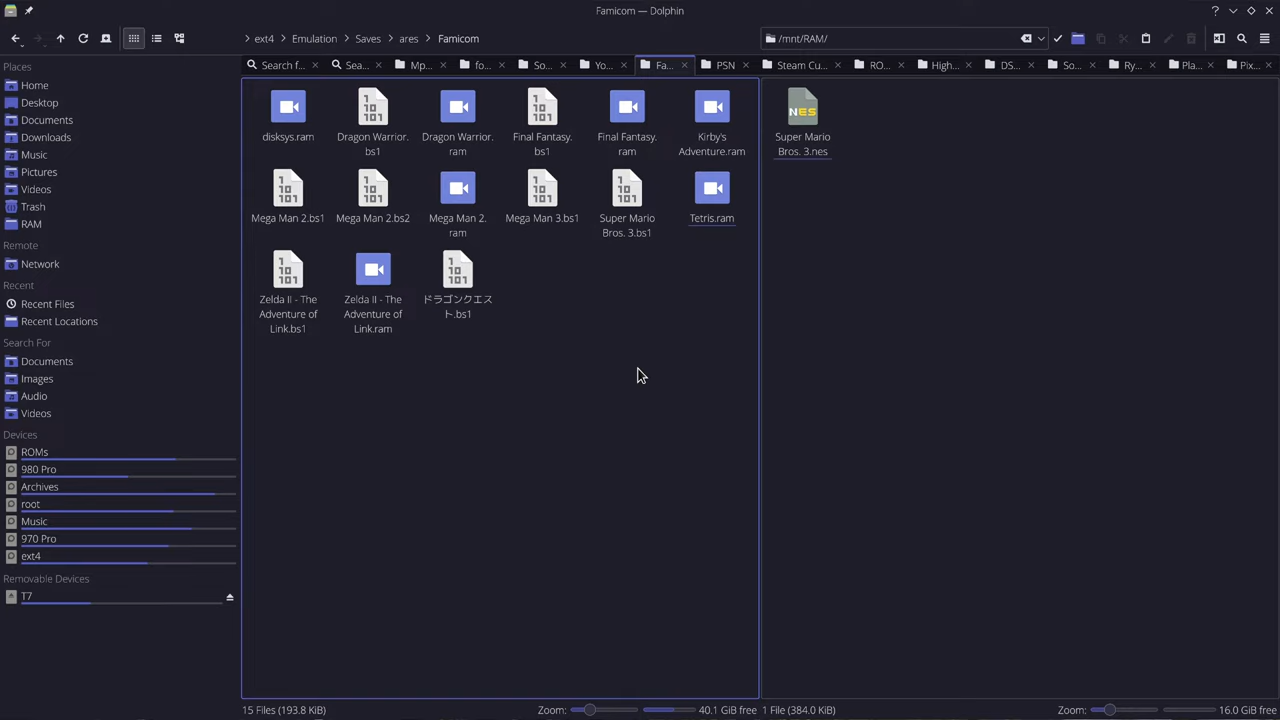 Famicom — Dolphin
ext4 > Emulation > Saves > ares > Famicom
/mnt/RAM/
Search f...
Sea...
Mp...
fo...
So...
Yo...
Fa...
PSN
Steam Cu...
RO...
High...
DS...
So...
Ry...
Pla...
Pix...
Places
Home
Desktop
Documents
Downloads
Music
Pictures
Videos
Trash
RAM
Remote
Network
Recent
Recent Files
Recent Locations
Search For
Documents
Images
Audio
Videos
Devices
ROMs
980 Pro
Archives
root
Music
970 Pro
ext4
Removable Devices
T7
disksys.ram
Dragon Warrior.
bs1
Dragon Warrior.
ram
Final Fantasy.
bs1
Final Fantasy.
ram
Kirby's
Adventure.ram
Mega Man 2.bs1
Mega Man 2.bs2
Mega Man 2.
ram
Mega Man 3.bs1
Super Mario
Bros. 3.bs1
Tetris.ram
Zelda II - The
Adventure of
Link.bs1
Zelda II - The
Adventure of
Link.ram
ドラゴンクエス
ト.bs1
NES
Super Mario
Bros. 3.nes
15 Files (193.8 KiB)
Zoom:
40.1 GiB free
1 File (384.0 KiB)
Zoom:
16.0 GiB free